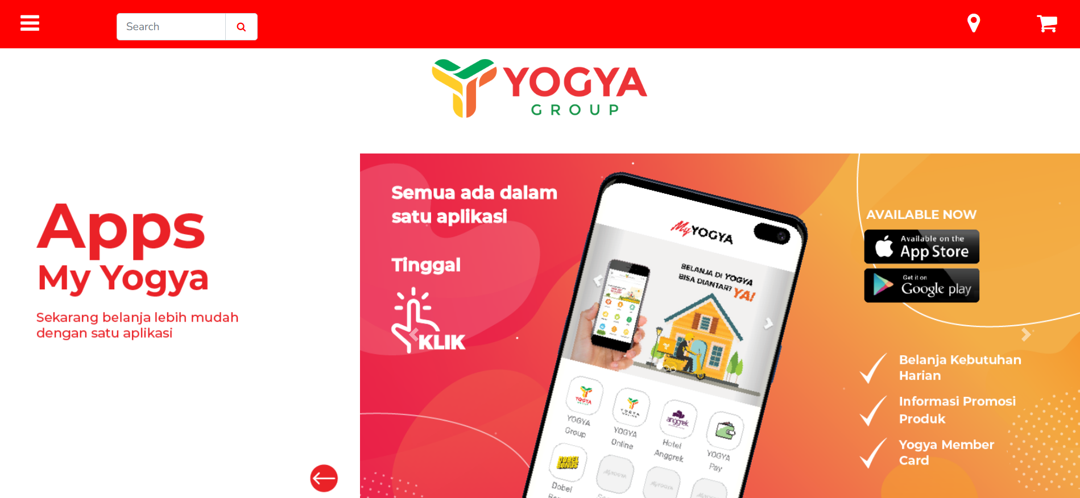 Search
YOGYA
GROUP
Apps
My Yogya
Sekarang belanja lebih mudah
dengan satu aplikasi
Semua ada dalam
satu aplikasi
Tinggal
KLIK
My YOGYA
BELANJA DI YOGYA
BISA DIANTAR YA!
YOGYA
Group
YOGYA
Online
Hotel
Anggrek
YOGYA
Pay
Dobel
AVAILABLE NOW
Available on the
App Store
Get it on
Google play
Belanja Kebutuhan
Harian
Informasi Promosi
Produk
Yogya Member
Card